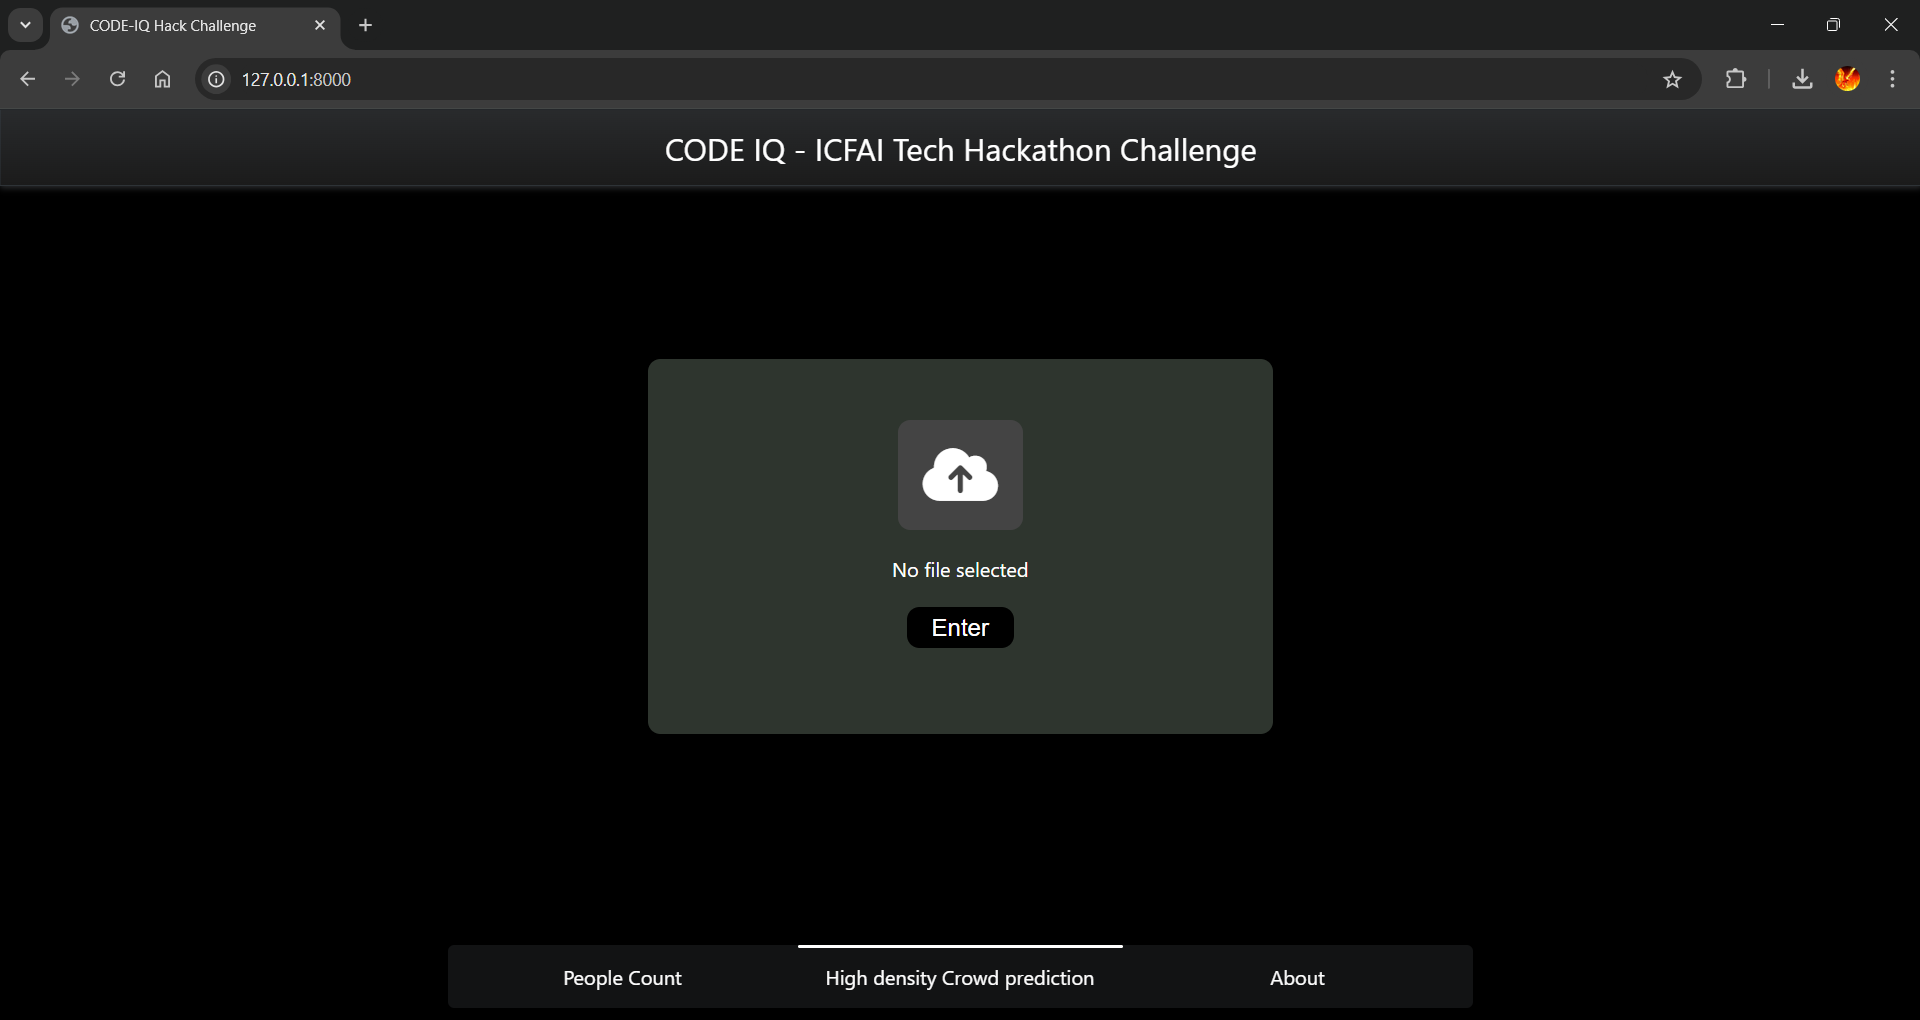 CODE-IQ Hack Challenge
127.0.0.1:8000
CODE IQ - ICFAI Tech Hackathon Challenge
No file selected
Enter
People Count
High density Crowd prediction
About